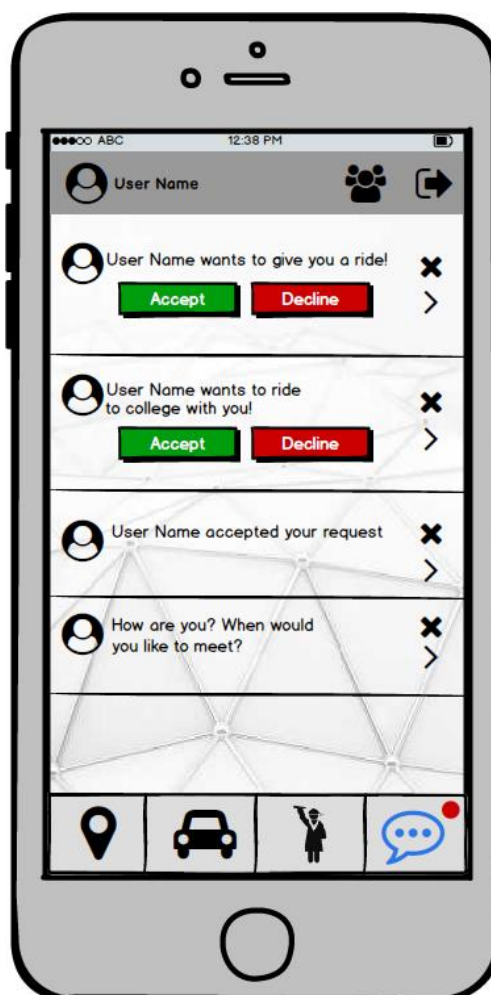 ABC 12:38 PM
User Name
User Name wants to give you a ride!
Accept Decline
User Name wants to ride
to college with you!
Accept Decline
User Name accepted your request
How are you? When would
you like to meet?